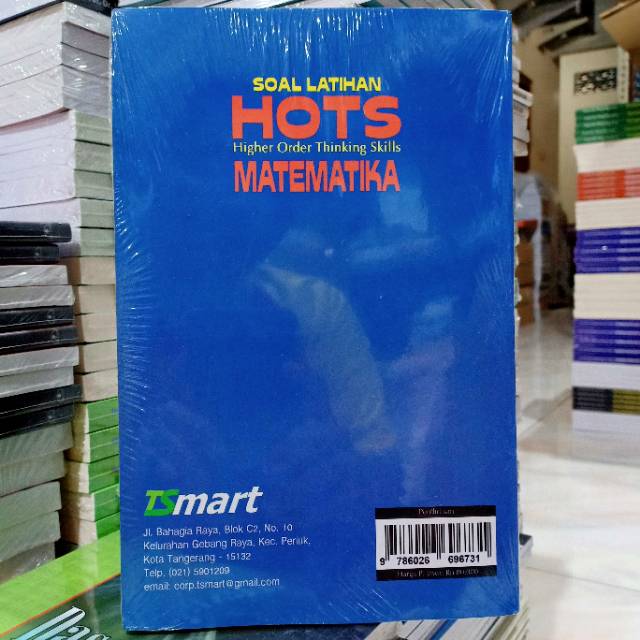 SOAL LATIHAN
HOTS
Higher Order Thinking Skills
MATEMATIKA
TSmart
Jl. Bahagia Raya, Blok C2, No. 10
Kelurahan Gebang Raya, Kec. Periuk,
Kota Tangerang - 15132
Telp. (021) 5901209
email: corp.tsmart@gmail.com
9 786026 696731